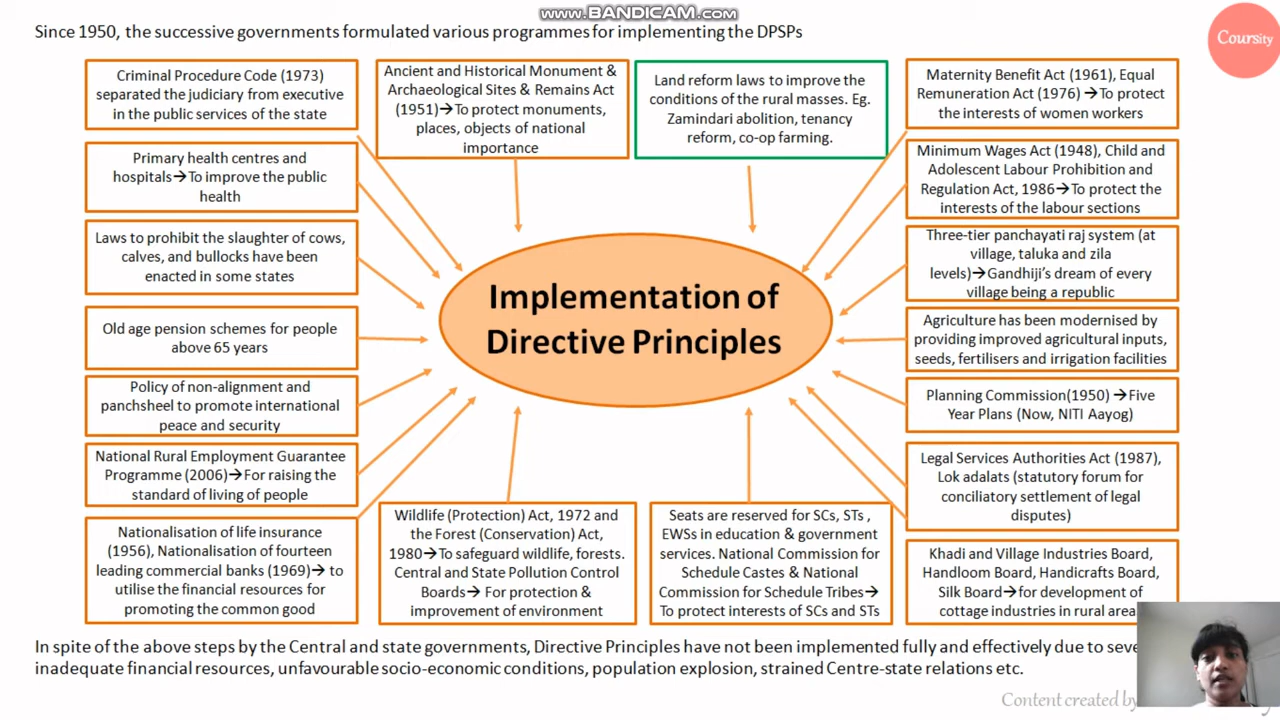 www.BANDICAM.com
Since 1950, the successive governments formulated various programmes for implementing the DPSPs
Coursity
Criminal Procedure Code (1973)
separated the judiciary from executive
in the public services of the state
Primary health centres and
hospitals→To improve the public
health
Laws to prohibit the slaughter of cows,
calves, and bullocks have been
enacted in some states
Old age pension schemes for people
above 65 years
Policy of non-alignment and
panchsheel to promote international
peace and security
National Rural Employment Guarantee
Programme (2006)→For raising the
standard of living of people
Nationalisation of life insurance
(1956), Nationalisation of fourteen
leading commercial banks (1969)→ to
utilise the financial resources for
promoting the common good
Ancient and Historical Monument &
Archaeological Sites & Remains Act
(1951)→To protect monuments,
places, objects of national
importance
Land reform laws to improve the
conditions of the rural masses. Eg.
Zamindari abolition, tenancy
reform, co-op farming.
Implementation of
Directive Principles
Wildlife (Protection) Act, 1972 and
the Forest (Conservation) Act,
1980→To safeguard wildlife, forests.
Central and State Pollution Control
Boards→ For protection &
improvement of environment
Seats are reserved for SCs, STs ,
EWSs in education & government
services. National Commission for
Schedule Castes & National
Commission for Schedule Tribes→
To protect interests of SCs and STs
Maternity Benefit Act (1961), Equal
Remuneration Act (1976) →To protect
the interests of women workers
Minimum Wages Act (1948), Child and
Adolescent Labour Prohibition and
Regulation Act, 1986→To protect the
interests of the labour sections
Three-tier panchayati raj system (at
village, taluka and zila
levels)→Gandhiji's dream of every
village being a republic
Agriculture has been modernised by
providing improved agricultural inputs,
seeds, fertilisers and irrigation facilities
Planning Commission(1950) →Five
Year Plans (Now, NITI Aayog)
Legal Services Authorities Act (1987),
Lok adalats (statutory forum for
conciliatory settlement of legal
disputes)
Khadi and Village Industries Board,
Handloom Board, Handicrafts Board,
Silk Board→for development of
cottage industries in rural area
In spite of the above steps by the Central and state governments, Directive Principles have not been implemented fully and effectively due to
inadequate financial resources, unfavourable socio-economic conditions, population explosion, strained Centre-state relations etc.
Content created by